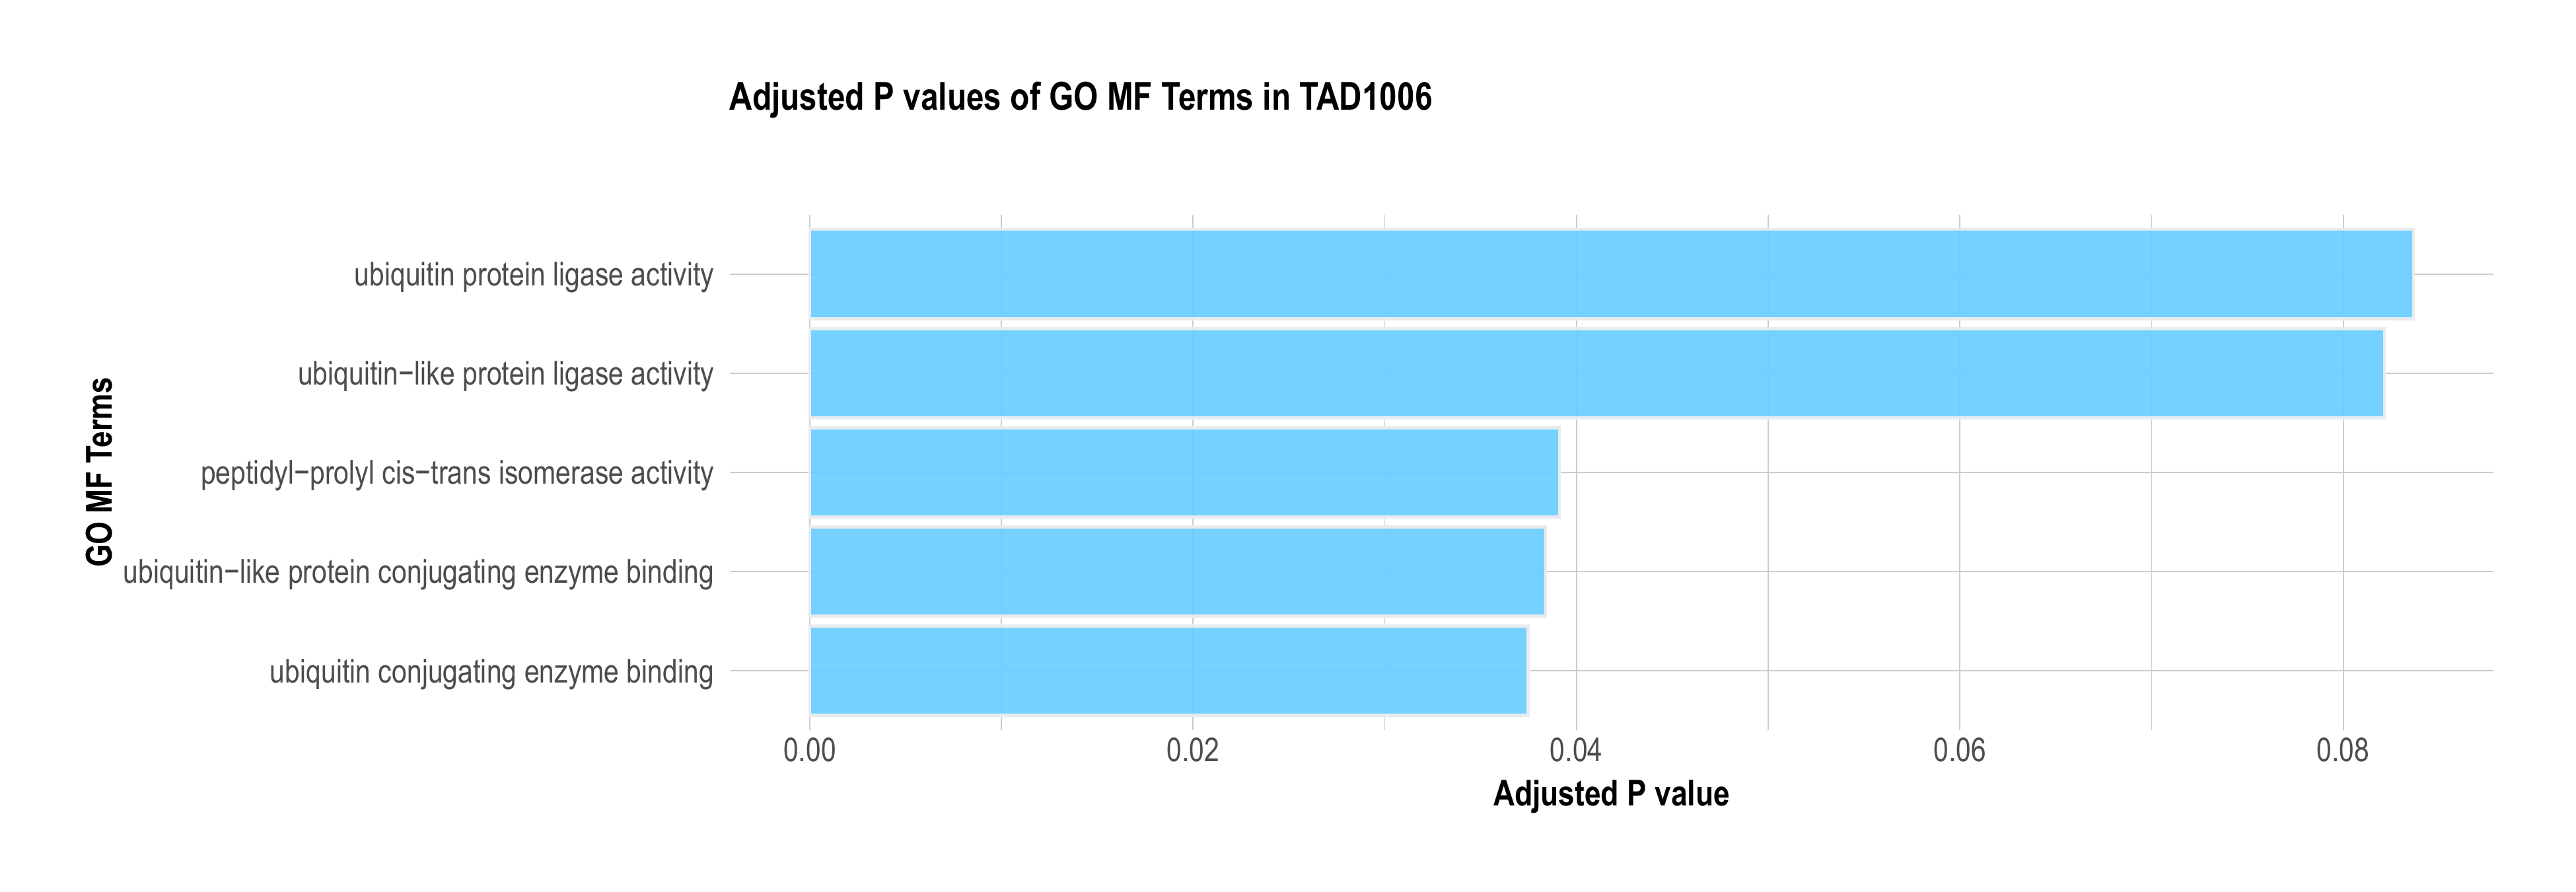 Adjusted P values of GO MF Terms in TAD1006
GO MF Terms
ubiquitin protein ligase activity
ubiquitin−like protein ligase activity
peptidyl−prolyl cis−trans isomerase activity
ubiquitin−like protein conjugating enzyme binding
ubiquitin conjugating enzyme binding
0.00 0.02 0.04 0.06 0.08
Adjusted P value